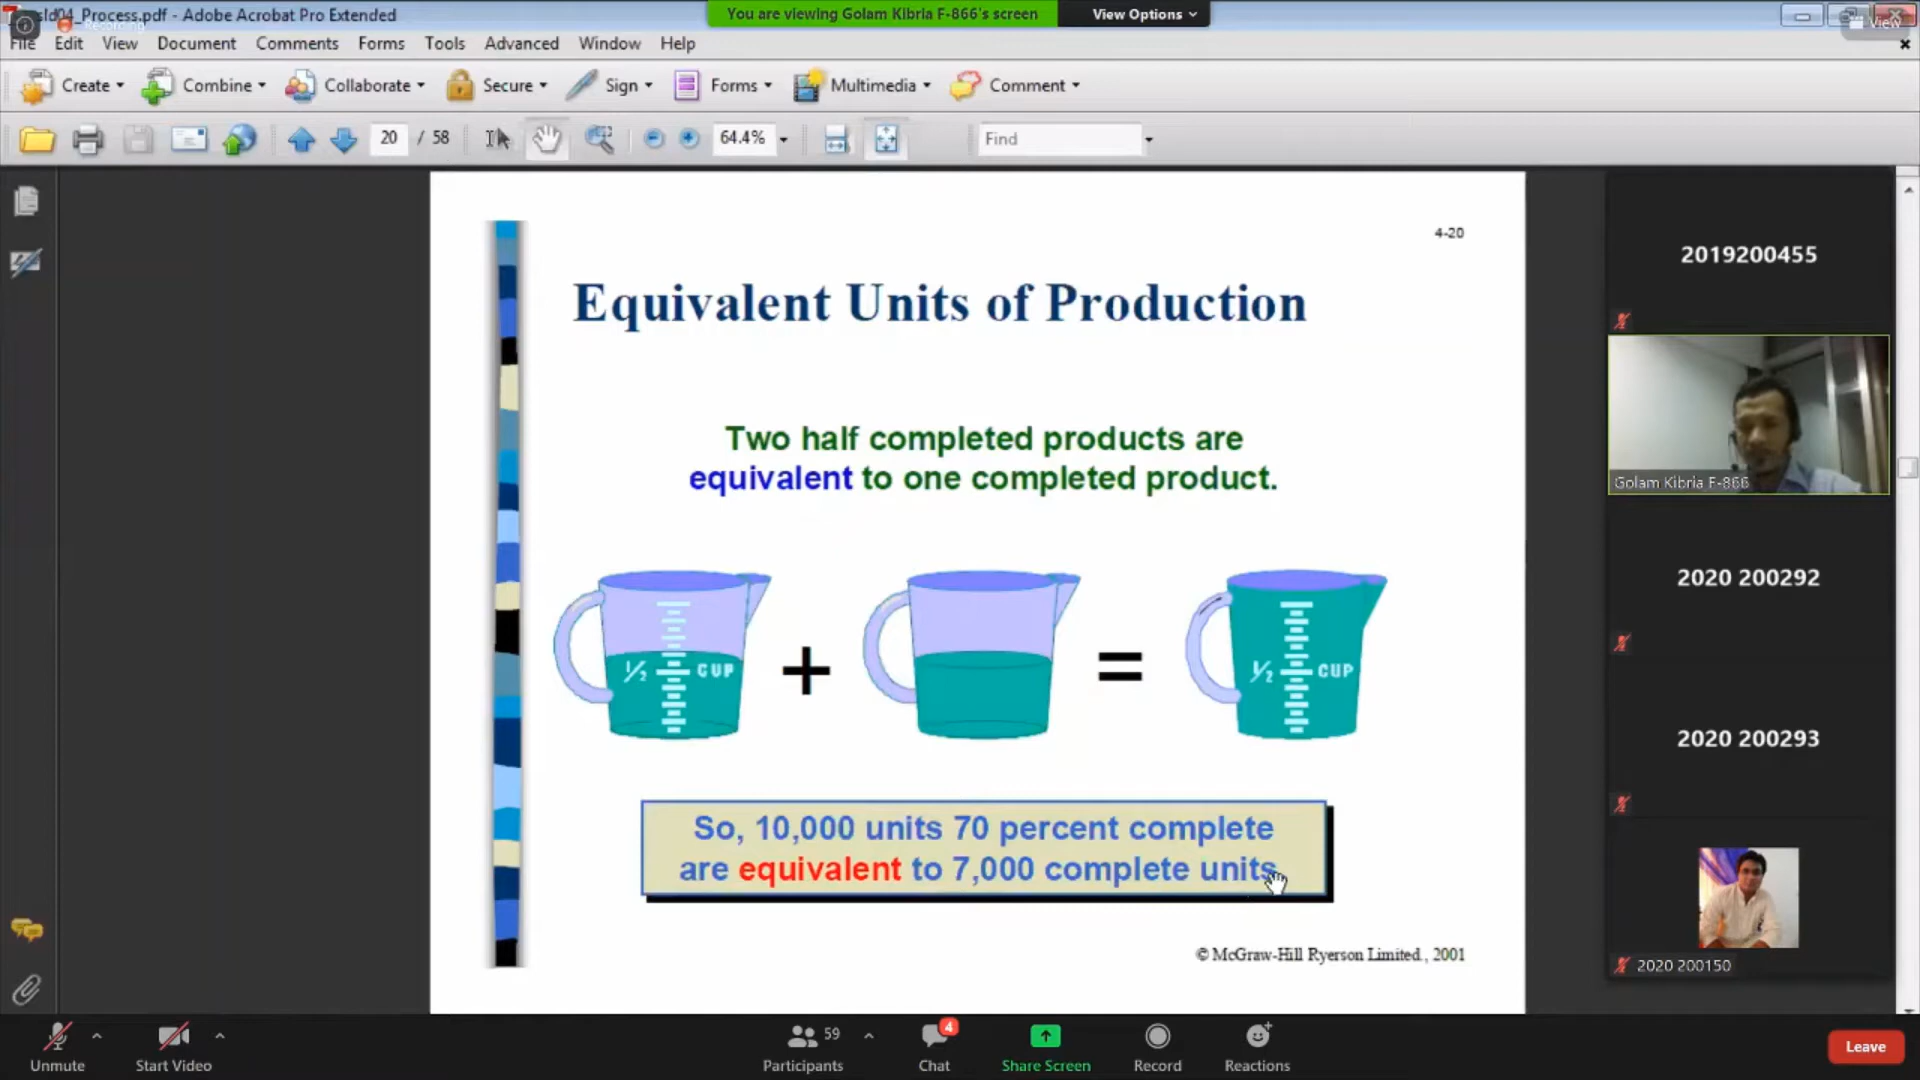 sld04_Process.pdf - Adobe Acrobat Pro Extended
Recording
You are viewing Golam Kibria F-866's screen
View Options
View
File Edit View Document Comments Forms Tools Advanced Window Help
Create Combine Collaborate Secure Sign Forms Multimedia Comment
20 / 58
64.4%
Find
4-20
Equivalent Units of Production
Two half completed products are
equivalent to one completed product.
1/2 CUP
+
=
1/2 CUP
So, 10,000 units 70 percent complete
are equivalent to 7,000 complete units.
© McGraw-Hill Ryerson Limited., 2001
2019200455
Golam Kibria F-866
2020 200292
2020 200293
2020 200150
Unmute
Start Video
59
Participants
4
Chat
Share Screen
Record
Reactions
Leave